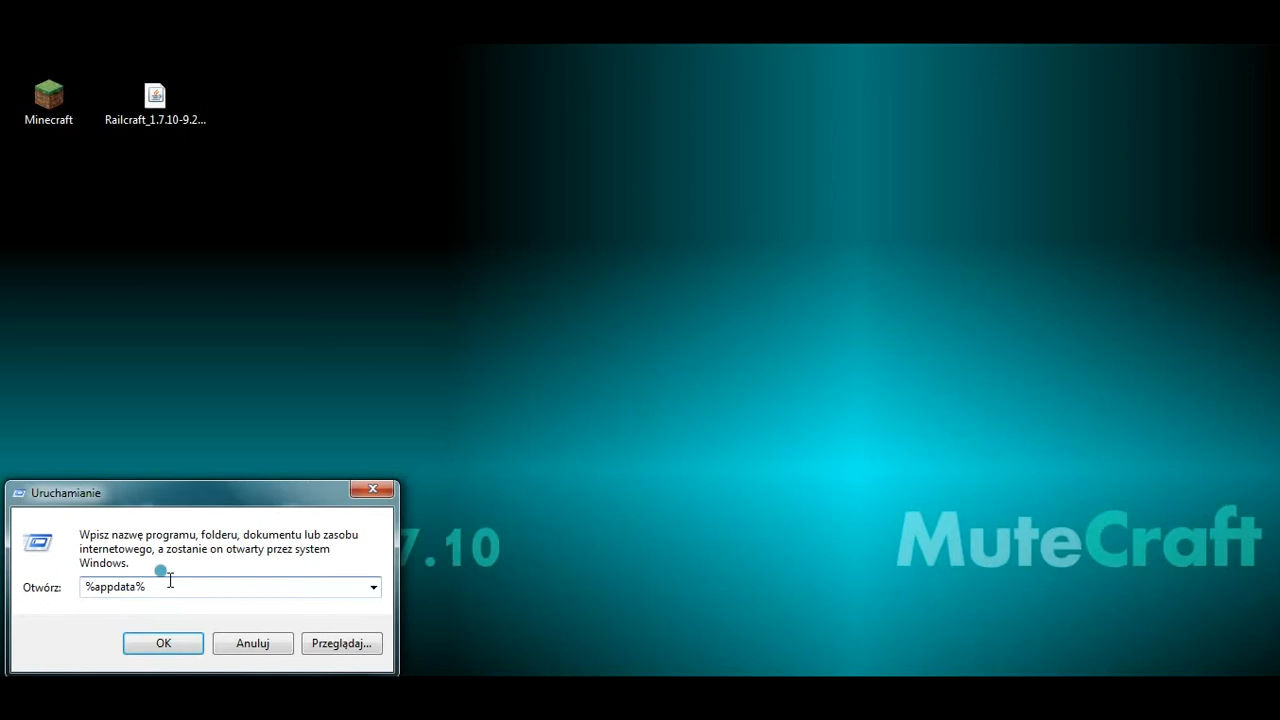 Minecraft
Railcraft_1.7.10-9.2...
Uruchamianie
Wpisz nazwę programu, folderu, dokumentu lub zasobu
internetowego, a zostanie on otwarty przez system
Windows.
Otwórz:
%appdata%
OK
Anuluj
Przeglądaj...
7.10
MuteCraft